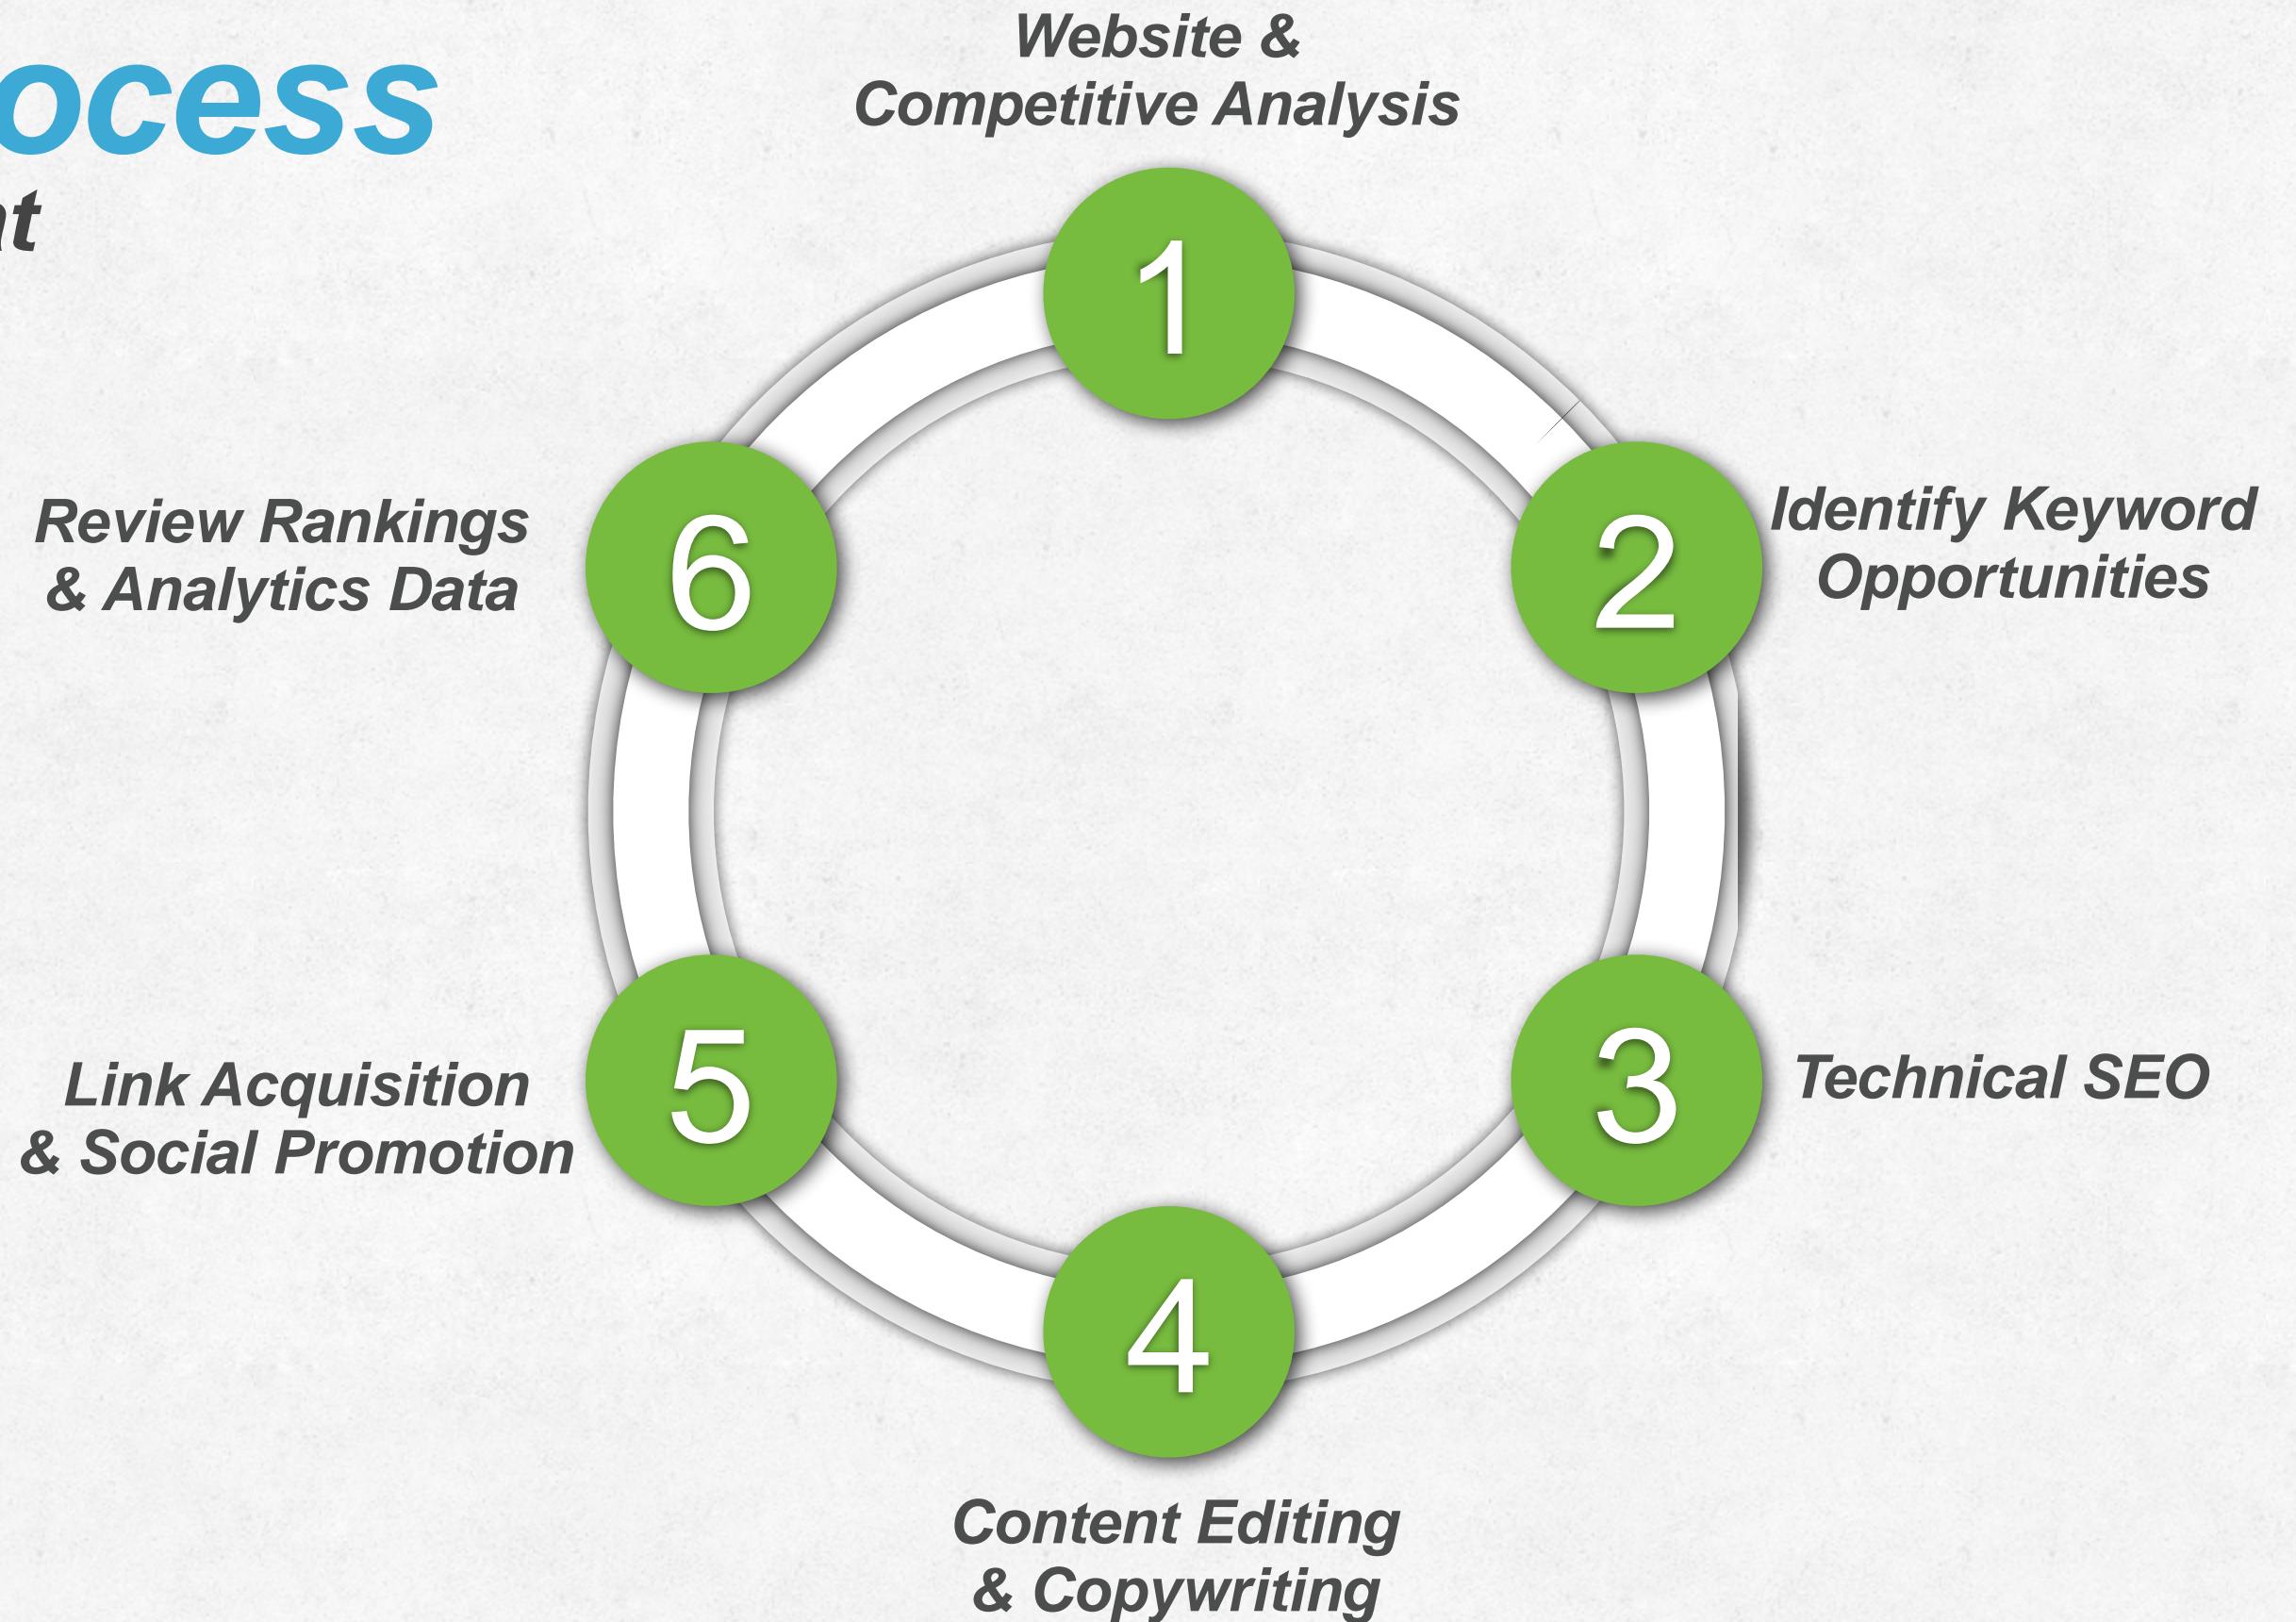 ocess
Website &
Competitive Analysis
1
2
Identify Keyword
Opportunities
3
Technical SEO
4
Content Editing
& Copywriting
5
Link Acquisition
& Social Promotion
6
Review Rankings
& Analytics Data